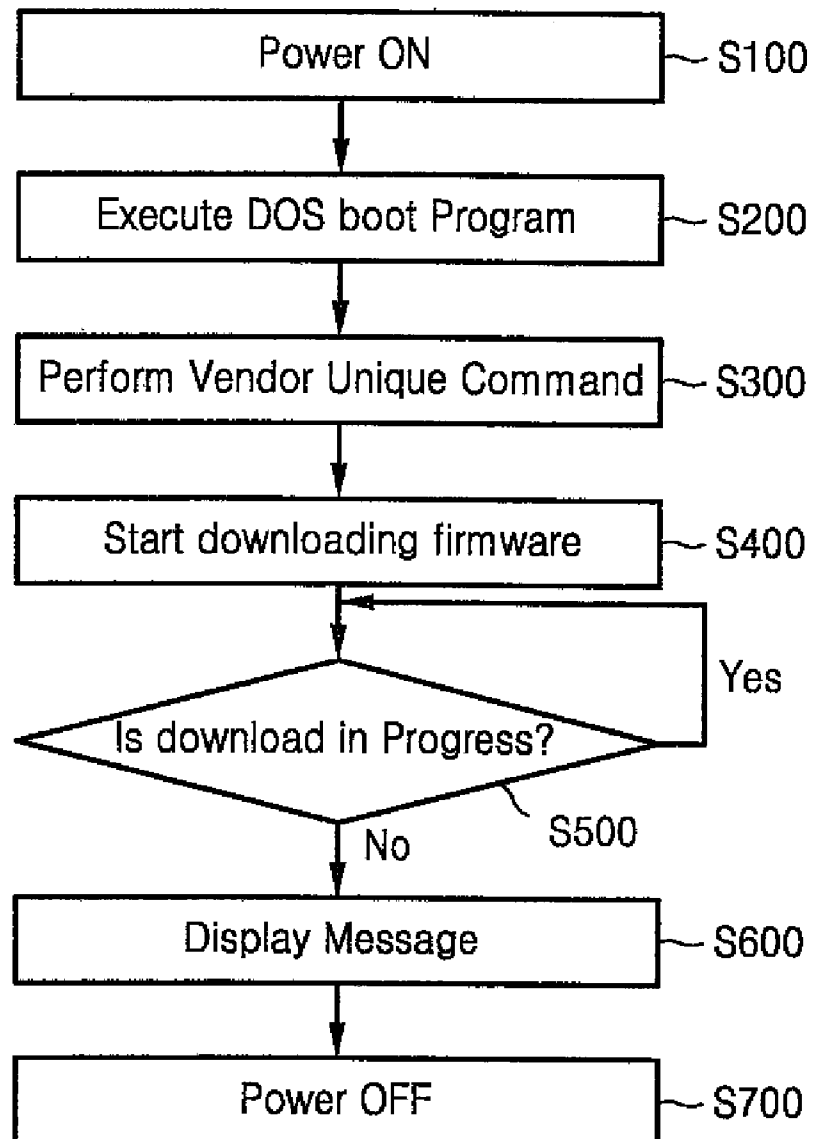 Power ON
S100
Execute DOS boot Program
S200
Perform Vendor Unique Command
S300
Start downloading firmware
S400
Yes
Is download in Progress?
S500
No
Display Message
S600
Power OFF
S700